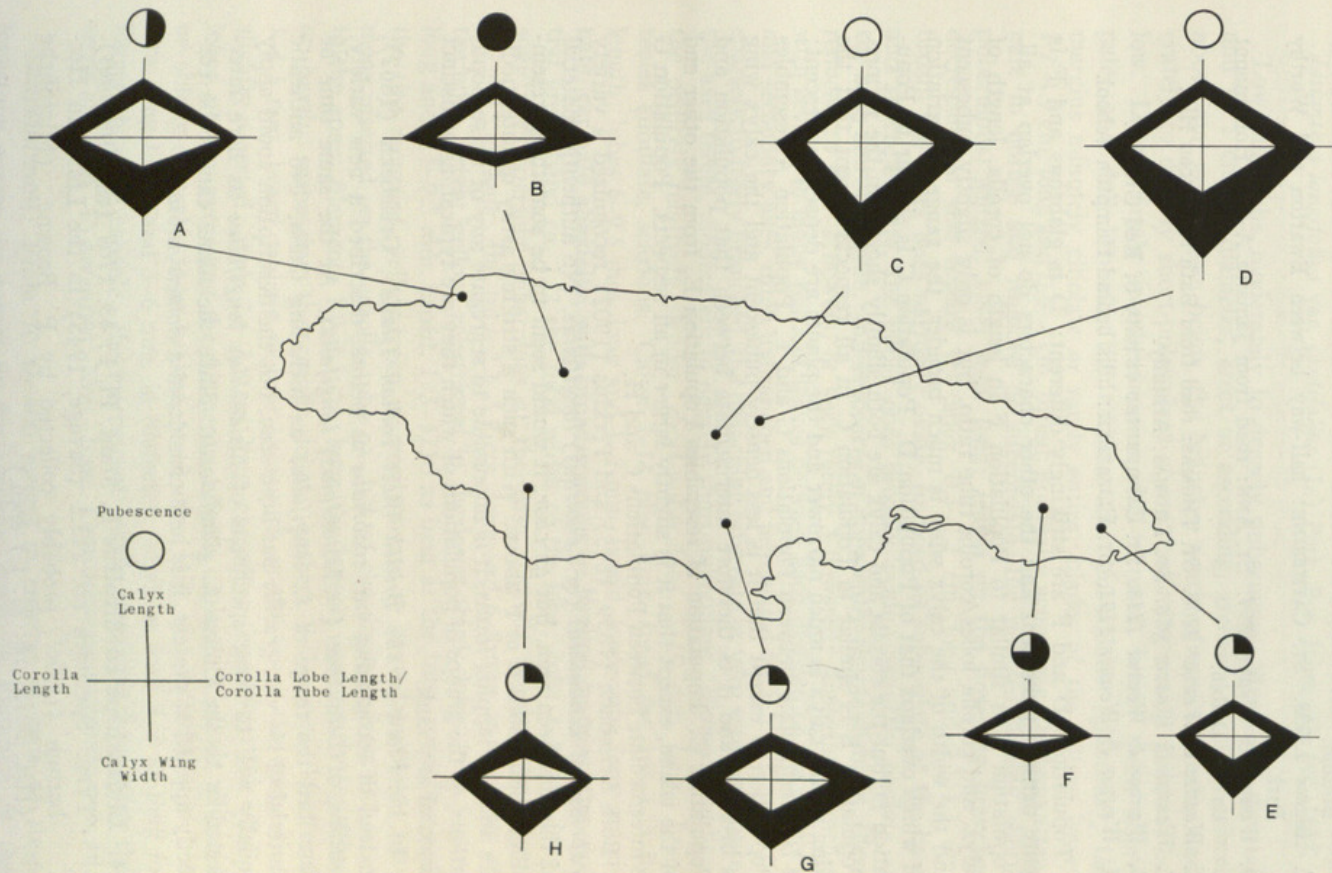 A
B
C
D
Pubescence
Calyx
Length
Corolla
Length
Corolla Lobe Length/
Corolla Tube Length
Calyx Wing
Width
H
G
F
E